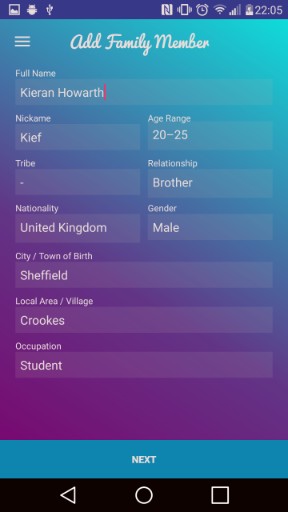 22:05
Add Family Member
Full Name
Kieran Howarth
Nickame Age Range
Kief 20-25
Tribe Relationship
- Brother
Nationality Gender
United Kingdom Male
City / Town of Birth
Sheffield
Local Area / Village
Crookes
Occupation
Student
NEXT